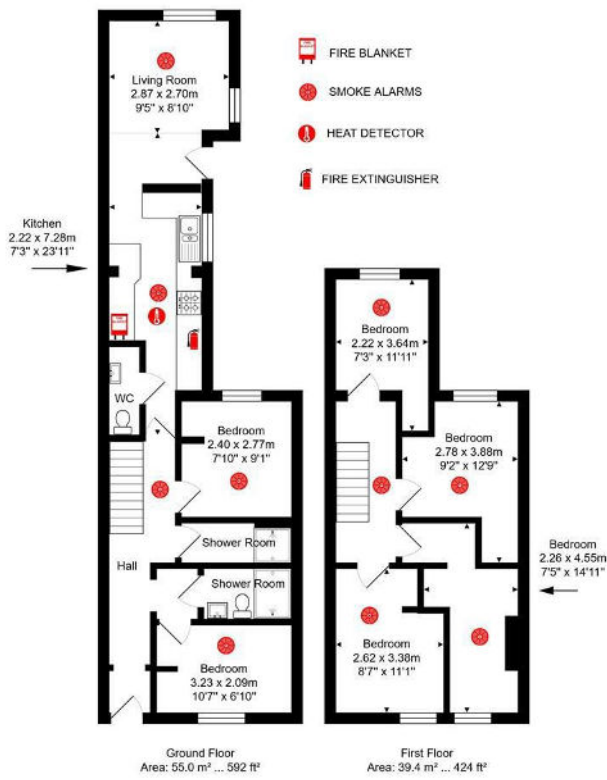 Living Room
2.87 x 2.70m
9'5" x 8'10"
FIRE BLANKET
SMOKE ALARMS
HEAT DETECTOR
FIRE EXTINGUISHER
Kitchen
2.22 x 7.28m
7'3" x 23'11"
WC
Bedroom
2.40 x 2.77m
7'10" x 9'1"
Shower Room
Hall
Shower Room
Bedroom
3.23 x 2.09m
10'7" x 6'10"
Ground Floor
Area: 55.0 m² ... 592 ft²
Bedroom
2.22 x 3.64m
7'3" x 11'11"
Bedroom
2.78 x 3.88m
9'2" x 12'9"
Bedroom
2.26 x 4.55m
7'5" x 14'11"
Bedroom
2.62 x 3.38m
8'7" x 11'1"
First Floor
Area: 39.4 m² ... 424 ft²